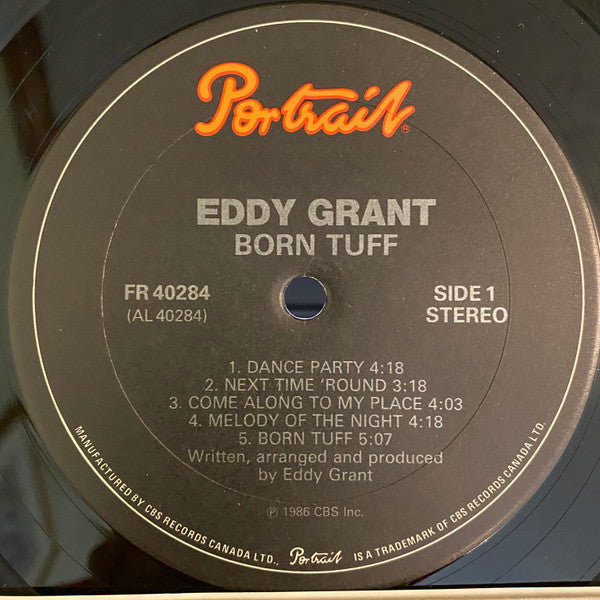 Portrait
EDDY GRANT
BORN TUFF
FR 40284
(AL 40284)
SIDE 1
STEREO
1. DANCE PARTY 4:18
2. NEXT TIME 'ROUND 3:18
3. COME ALONG TO MY PLACE 4:03
4. MELODY OF THE NIGHT 4:18
5. BORN TUFF 5:07
Written, arranged and produced
by Eddy Grant
℗ 1986 CBS Inc.
MANUFACTURED BY CBS RECORDS CANADA LTD., Portrait IS A TRADEMARK OF CBS RECORDS CANADA LTD.